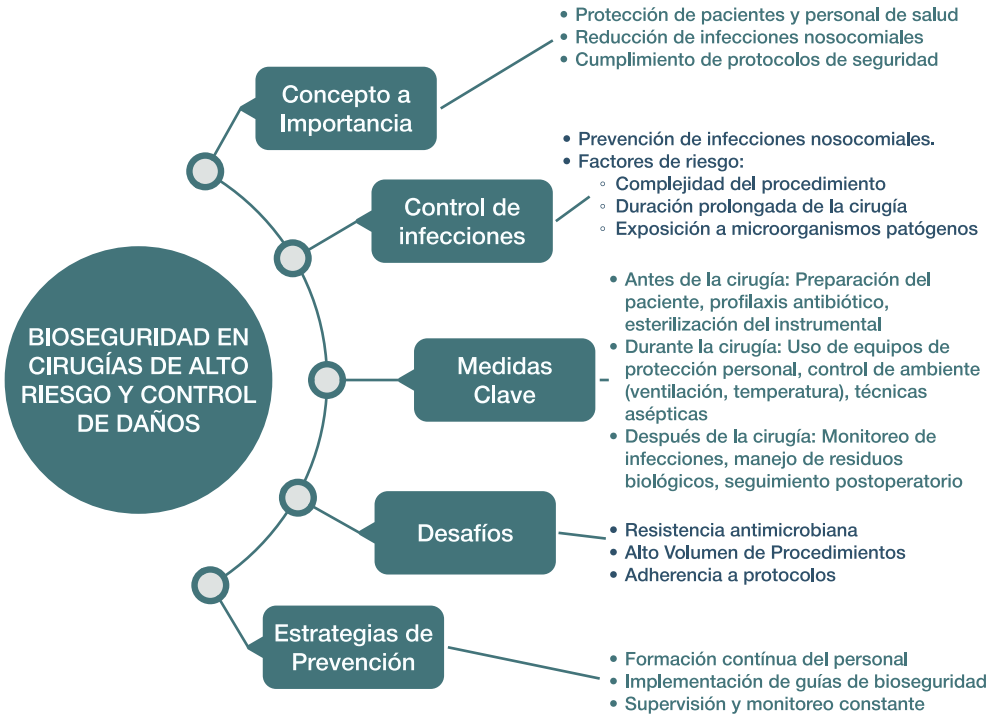 BIOSEGURIDAD EN
CIRUGÍAS DE ALTO
RIESGO Y CONTROL
DE DAÑOS
Concepto a
Importancia
• Protección de pacientes y personal de salud
• Reducción de infecciones nosocomiales
• Cumplimiento de protocolos de seguridad
Control de
infecciones
• Prevención de infecciones nosocomiales.
• Factores de riesgo:
◦ Complejidad del procedimiento
◦ Duración prolongada de la cirugía
◦ Exposición a microorganismos patógenos
Medidas
Clave
• Antes de la cirugía: Preparación del
paciente, profilaxis antibiótico,
esterilización del instrumental
• Durante la cirugía: Uso de equipos de
protección personal, control de ambiente
(ventilación, temperatura), técnicas
asépticas
• Después de la cirugía: Monitoreo de
infecciones, manejo de residuos
biológicos, seguimiento postoperatorio
Desafíos
• Resistencia antimicrobiana
• Alto Volumen de Procedimientos
• Adherencia a protocolos
Estrategias de
Prevención
• Formación contínua del personal
• Implementación de guías de bioseguridad
• Supervisión y monitoreo constante